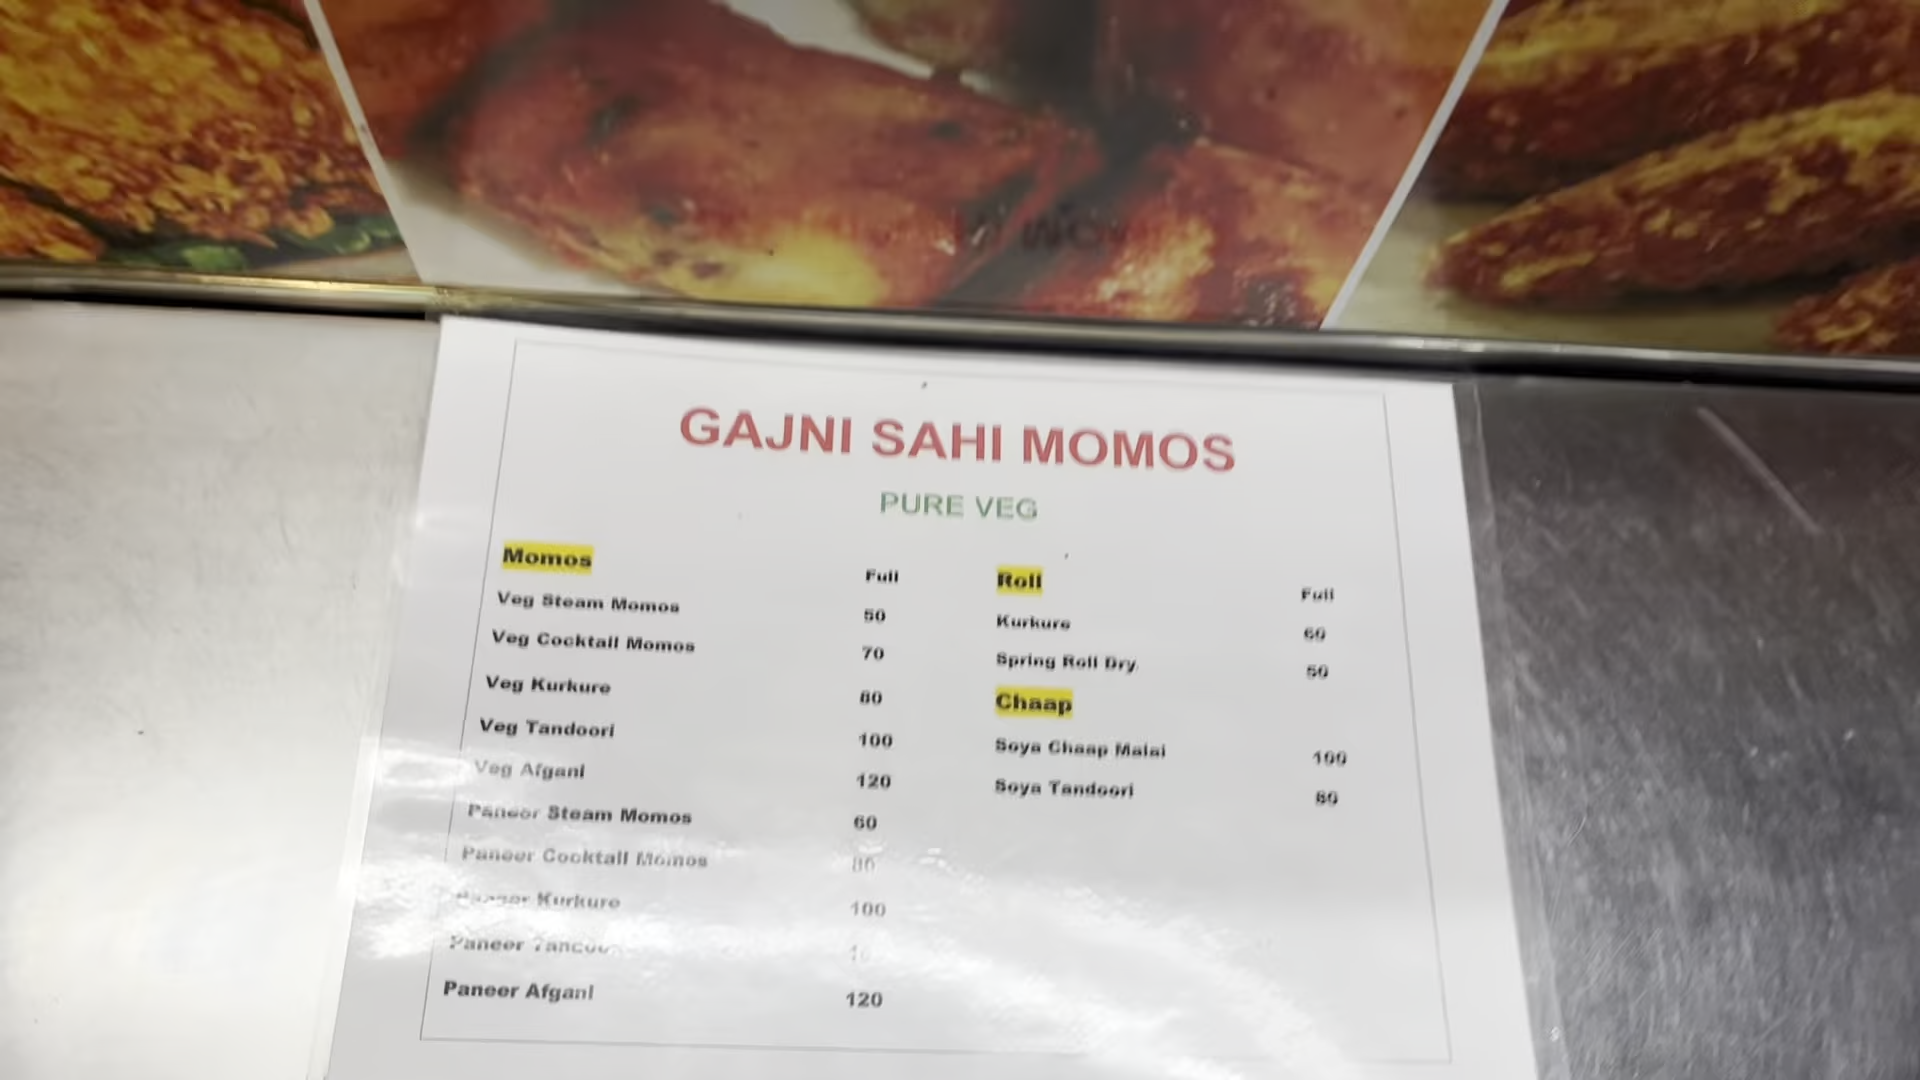 GAJNI SAHI MOMOS
PURE VEG
Momos Full
Veg Steam Momos 50
Veg Cocktail Momos 70
Veg Kurkure 80
Veg Tandoori 100
Veg Afgani 120
Paneer Steam Momos 60
Paneer Cocktail Momos 80
Paneer Kurkure 100
Paneer
Paneer Afgani 120
Roll Full
Kurkure 60
Spring Roll Dry 50
Chaap
Soya Chaap Malai 100
Soya Tandoori 80